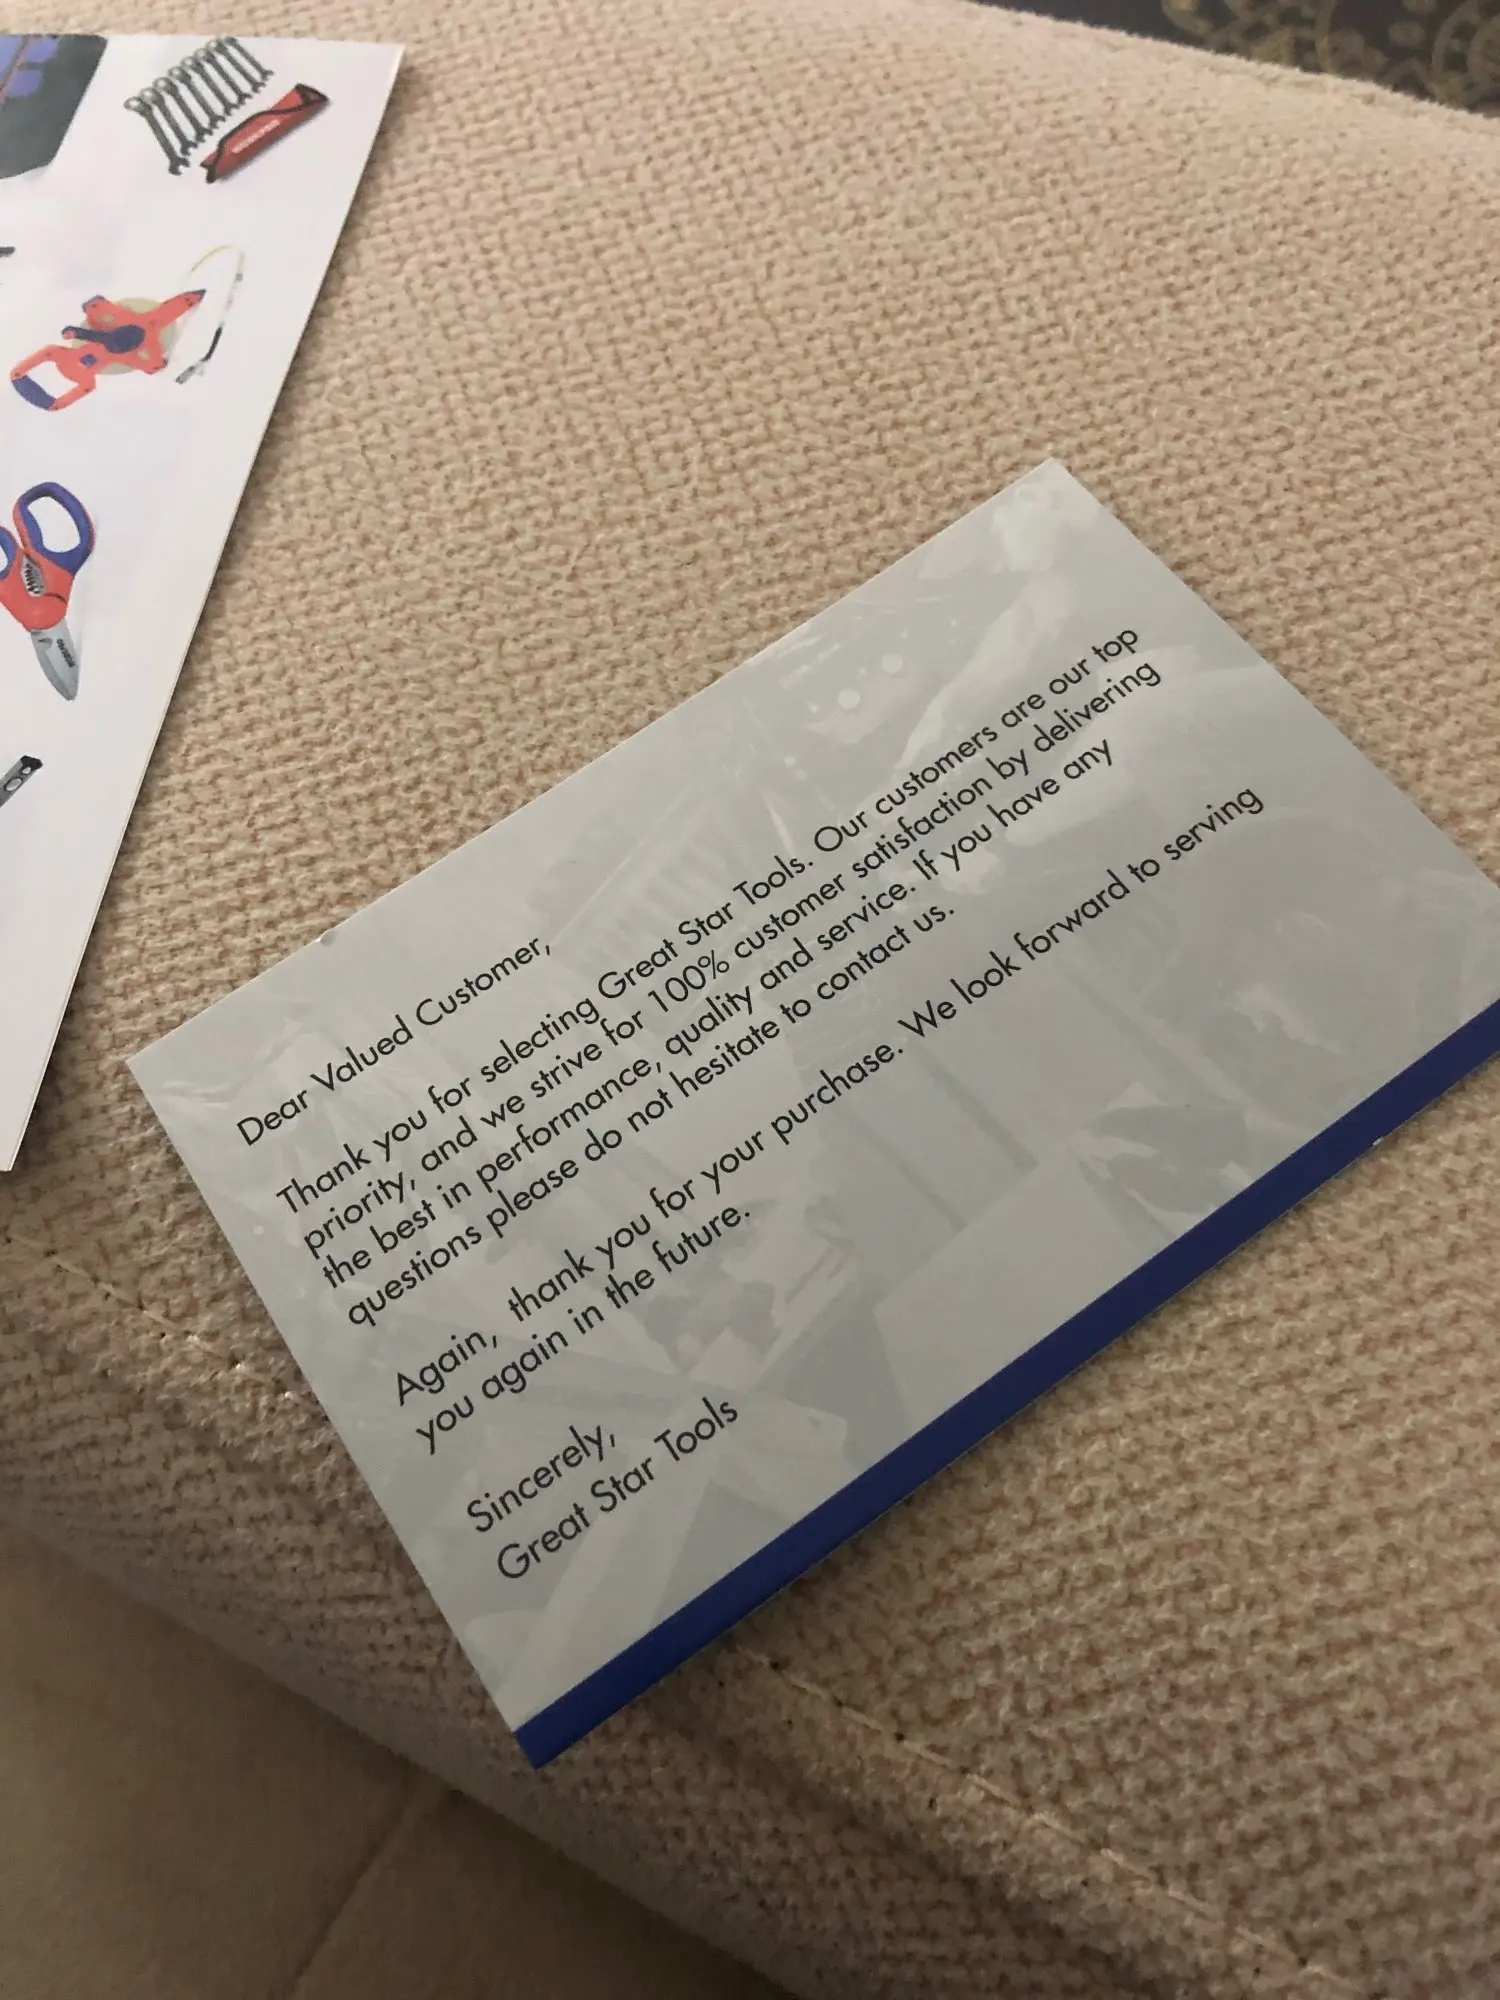 Dear Valued Customer,
Thank you for selecting Great Star Tools. Our customers are our top
priority, and we strive for 100% customer satisfaction by delivering
the best in performance, quality and service. If you have any
questions please do not hesitate to contact us.
Again, thank you for your purchase. We look forward to serving
you again in the future.
Sincerely,
Great Star Tools